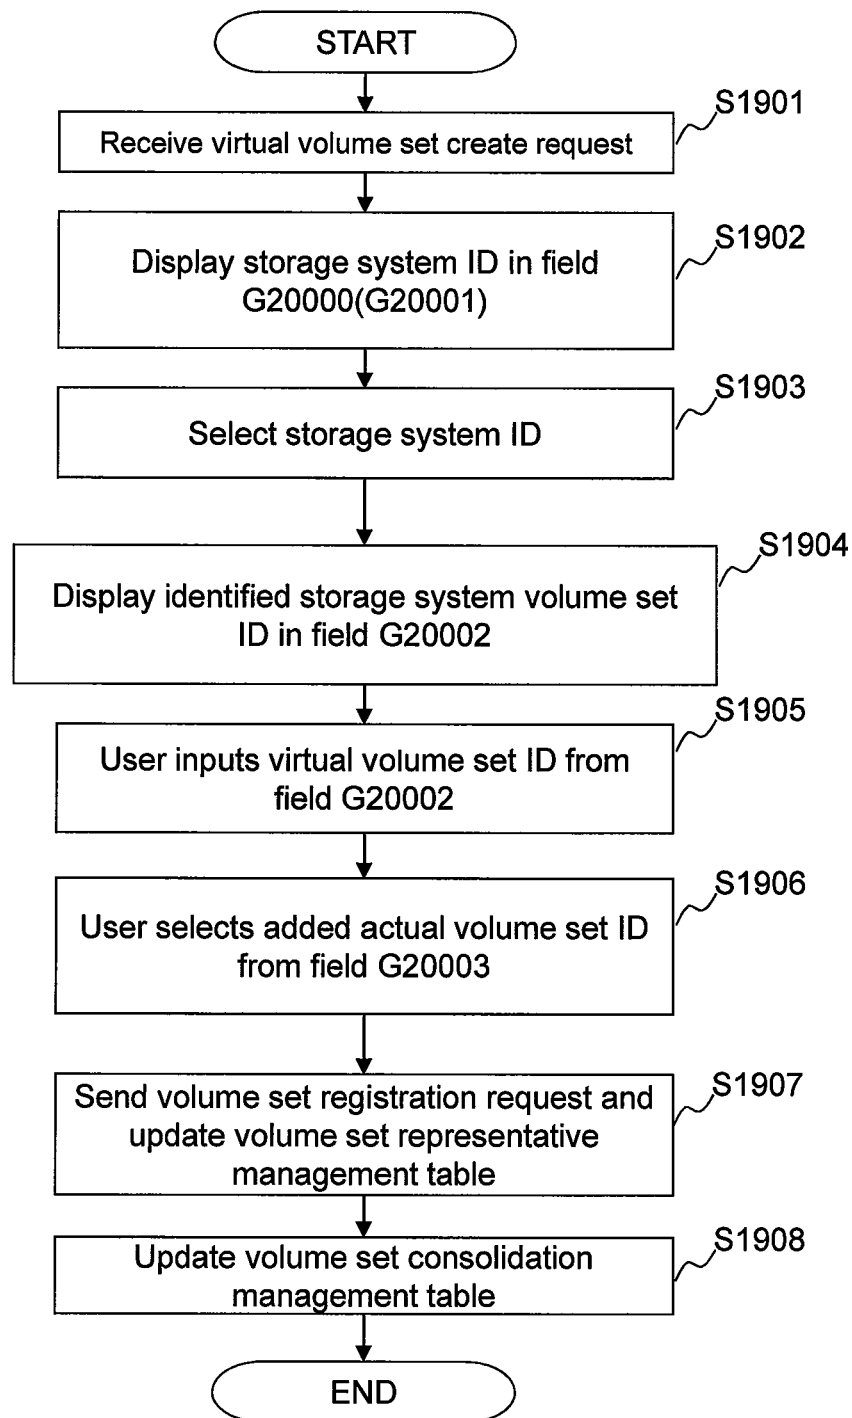 START
S1901
Receive virtual volume set create request
S1902
Display storage system ID in field
G20000(G20001)
S1903
Select storage system ID
S1904
Display identified storage system volume set
ID in field G20002
S1905
User inputs virtual volume set ID from
field G20002
S1906
User selects added actual volume set ID
from field G20003
S1907
Send volume set registration request and
update volume set representative
management table
S1908
Update volume set consolidation
management table
END